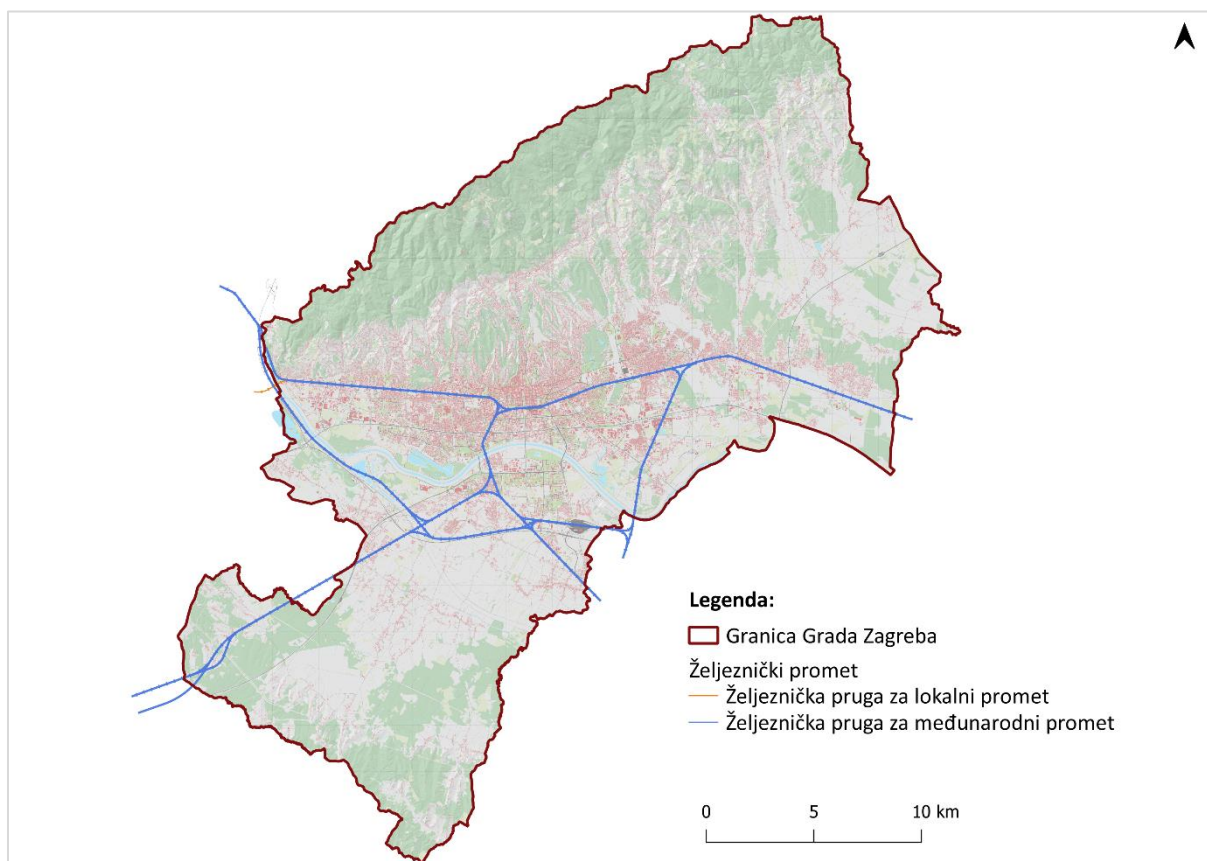 Legenda:
Granica Grada Zagreba
Željeznički promet
Željeznička pruga za lokalni promet
Željeznička pruga za međunarodni promet
0 5 10 km